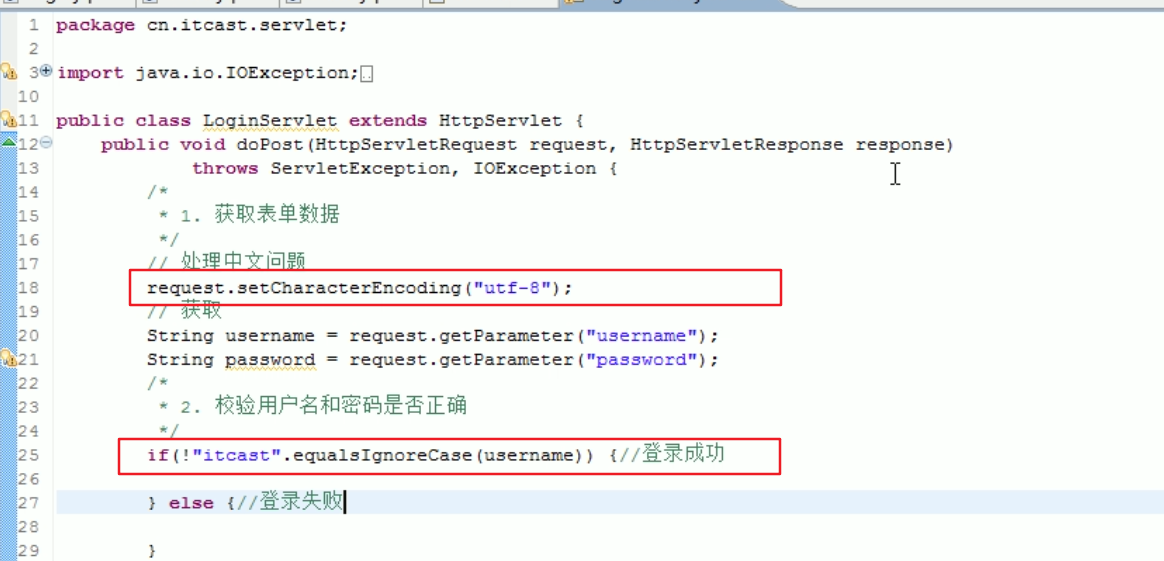 1 package cn.itcast.servlet;
2
3 import java.io.IOException;
10
11 public class LoginServlet extends HttpServlet {
12 public void doPost(HttpServletRequest request, HttpServletResponse response)
13 throws ServletException, IOException {
14 /*
15 * 1. 获取表单数据
16 */
17 // 处理中文问题
18 request.setCharacterEncoding("utf-8");
19 // 获取
20 String username = request.getParameter("username");
21 String password = request.getParameter("password");
22 /*
23 * 2. 校验用户名和密码是否正确
24 */
25 if(!"itcast".equalsIgnoreCase(username)) {//登录成功
26
27 } else {//登录失败
28
29 }